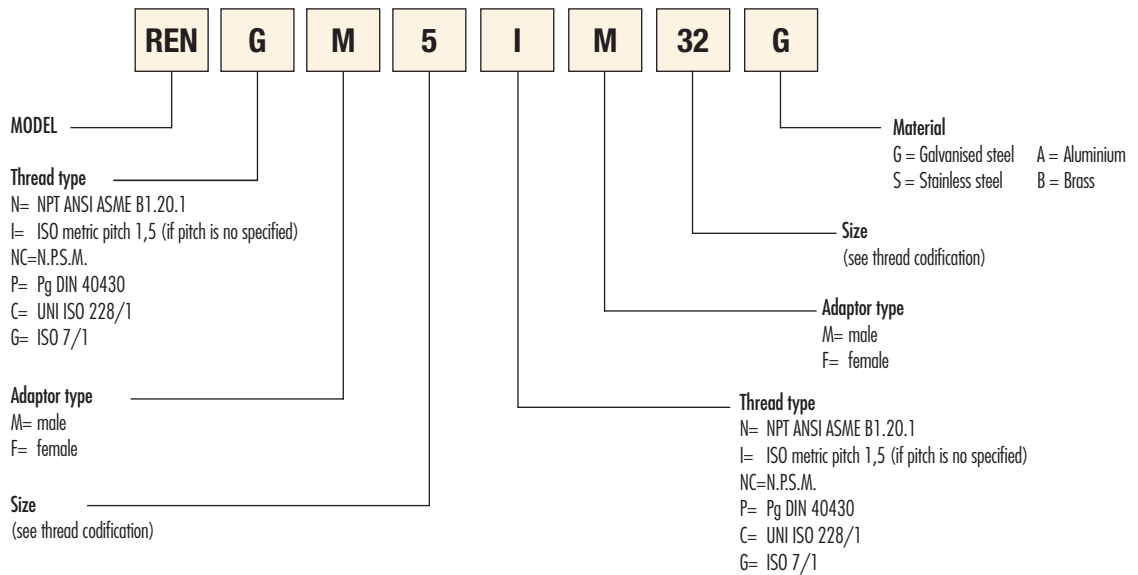 REN G M 5 I M 32 G
MODEL
Thread type
N= NPT ANSI ASME B1.20.1
I= ISO metric pitch 1,5 (if pitch is no specified)
NC=N.P.S.M.
P= Pg DIN 40430
C= UNI ISO 228/1
G= ISO 7/1
Adaptor type
M= male
F= female
Size
(see thread codification)
Material
G = Galvanised steel A = Aluminium
S = Stainless steel B = Brass
Size
(see thread codification)
Adaptor type
M= male
F= female
Thread type
N= NPT ANSI ASME B1.20.1
I= ISO metric pitch 1,5 (if pitch is no specified)
NC=N.P.S.M.
P= Pg DIN 40430
C= UNI ISO 228/1
G= ISO 7/1